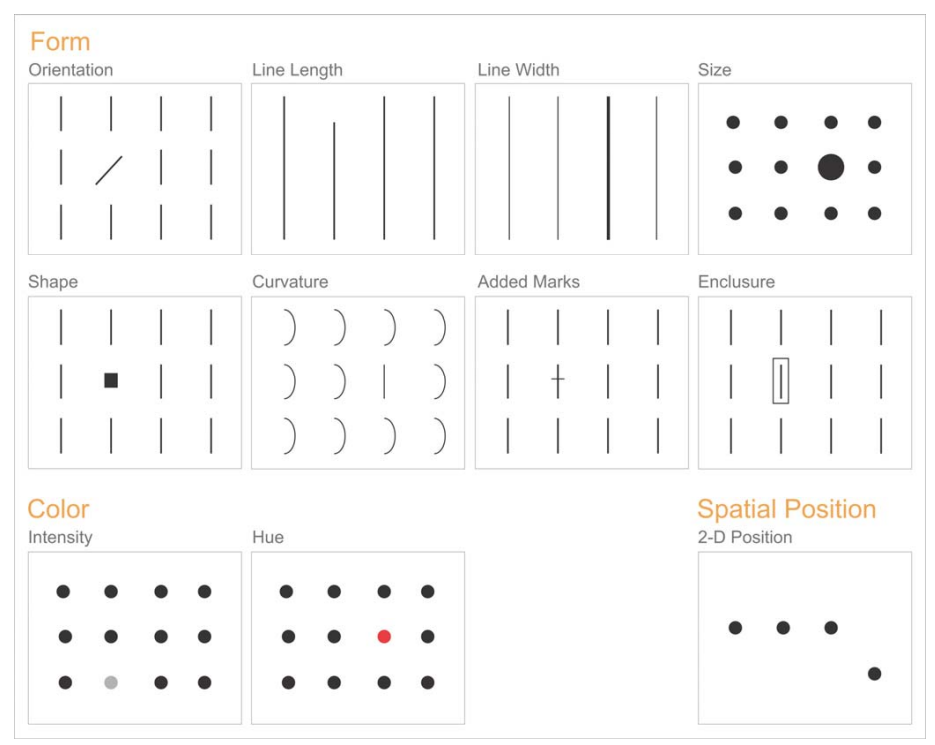 Form
Orientation
Line Length
Line Width
Size
Shape
Curvature
Added Marks
Enclusure
Color
Intensity
Hue
Spatial Position
2-D Position